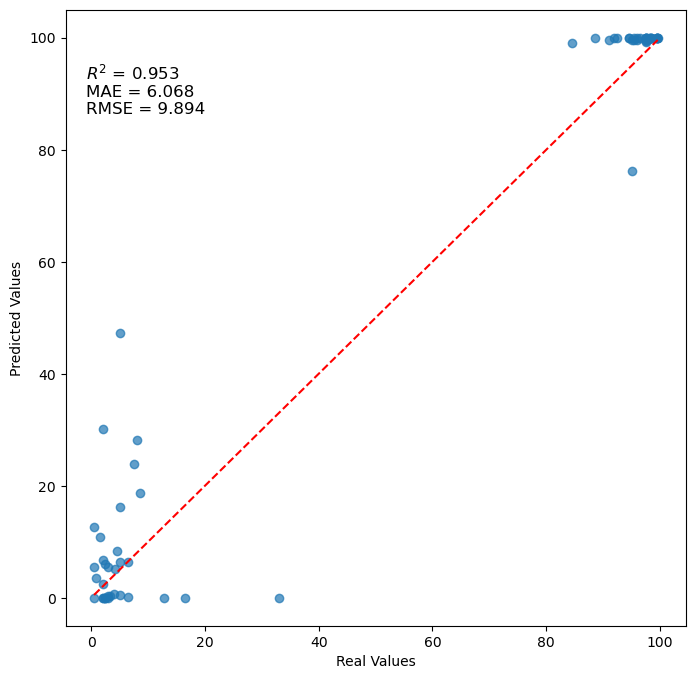 R² = 0.953
MAE = 6.068
RMSE = 9.894
100
80
60
40
20
0
Predicted Values
0 20 40 60 80 100
Real Values